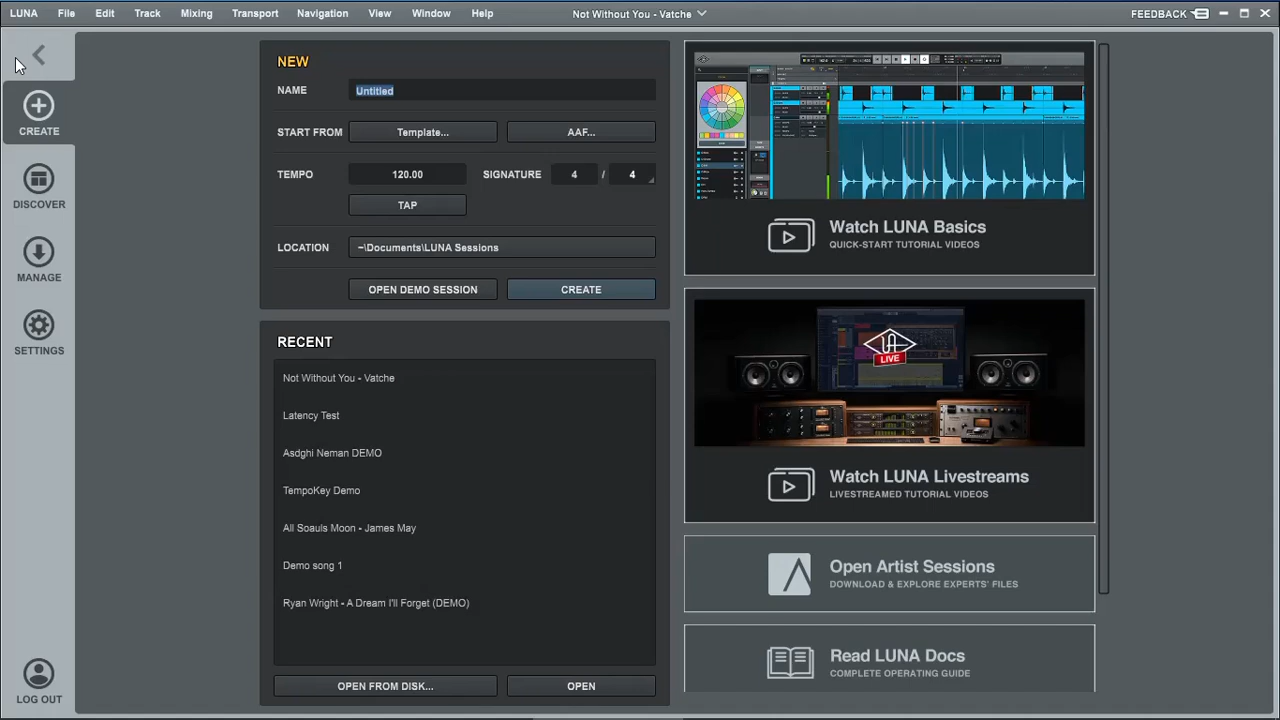 LUNA File Edit Track Mixing Transport Navigation View Window Help Not Without You - Vatche FEEDBACK
CREATE
DISCOVER
MANAGE
SETTINGS
LOG OUT
NEW
NAME Untitled
START FROM Template... AAF...
TEMPO 120.00 SIGNATURE 4 / 4
TAP
LOCATION ~\Documents\LUNA Sessions
OPEN DEMO SESSION CREATE
RECENT
Not Without You - Vatche
Latency Test
Asdghi Neman DEMO
TempoKey Demo
All Soauls Moon - James May
Demo song 1
Ryan Wright - A Dream I'll Forget (DEMO)
OPEN FROM DISK... OPEN
Watch LUNA Basics
QUICK-START TUTORIAL VIDEOS
LIVE
Watch LUNA Livestreams
LIVESTREAMED TUTORIAL VIDEOS
Open Artist Sessions
DOWNLOAD & EXPLORE EXPERTS' FILES
Read LUNA Docs
COMPLETE OPERATING GUIDE